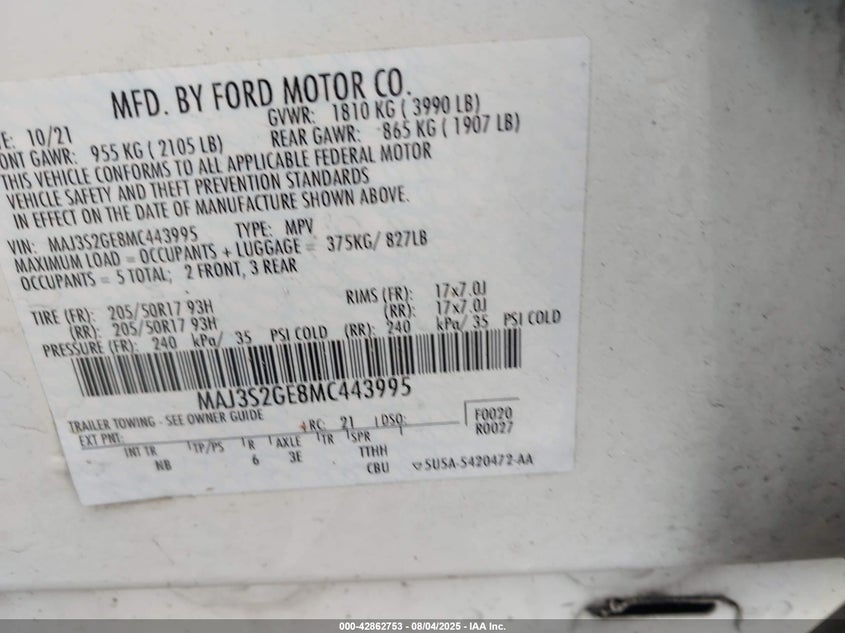 MFD. BY FORD MOTOR CO.
E: 10/21 GVWR: 1810 KG ( 3990 LB)
ONT GAWR: 955 KG ( 2105 LB) REAR GAWR: 865 KG ( 1907 LB)
THIS VEHICLE CONFORMS TO ALL APPLICABLE FEDERAL MOTOR
VEHICLE SAFETY AND THEFT PREVENTION STANDARDS
IN EFFECT ON THE DATE OF MANUFACTURE SHOWN ABOVE.
VIN: MAJ3S2GE8MC443995 TYPE: MPV
MAXIMUM LOAD = OCCUPANTS + LUGGAGE = 375KG/ 827LB
OCCUPANTS = 5 TOTAL; 2 FRONT, 3 REAR
TIRE (FR): 205/50R17 93H RIMS (FR): 17x7.0J
(RR): 205/50R17 93H (RR): 17x7.0J
PRESSURE (FR): 240 kPa/ 35 PSI COLD (RR): 240 kPa/ 35 PSI COLD
MAJ3S2GE8MC443995
TRAILER TOWING - SEE OWNER GUIDE
EXT PNT: RC: 21 DSO: F0020
R0027
INT TR TP/PS R AXLE TR SPR
NB 6 3E TTHH
CBU SU5A-5420472-AA
000-42862753 - 08/04/2025 - IAA Inc.